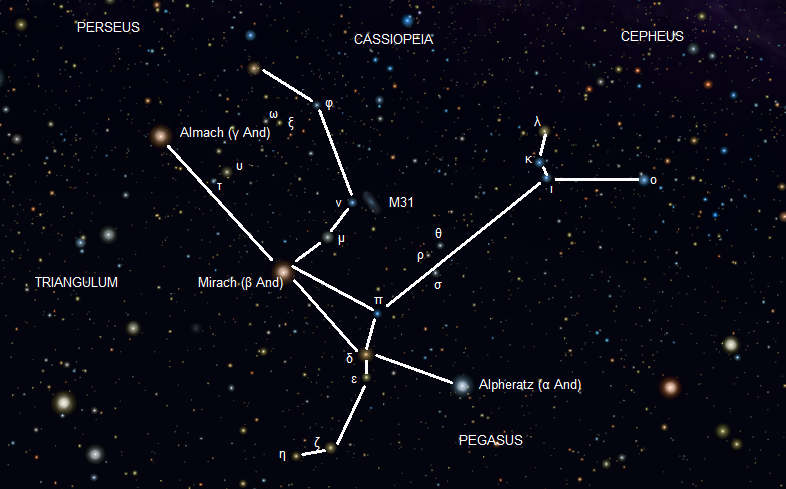 PERSEUS
CASSIOPEIA
CEPHEUS
φ
ω
ξ
λ
Almach (γ And)
κ
υ
τ
ι
ο
ν
M31
θ
μ
ρ
TRIANGULUM
Mirach (β And)
σ
π
δ
ε
Alpheratz (α And)
ζ
PEGASUS
η